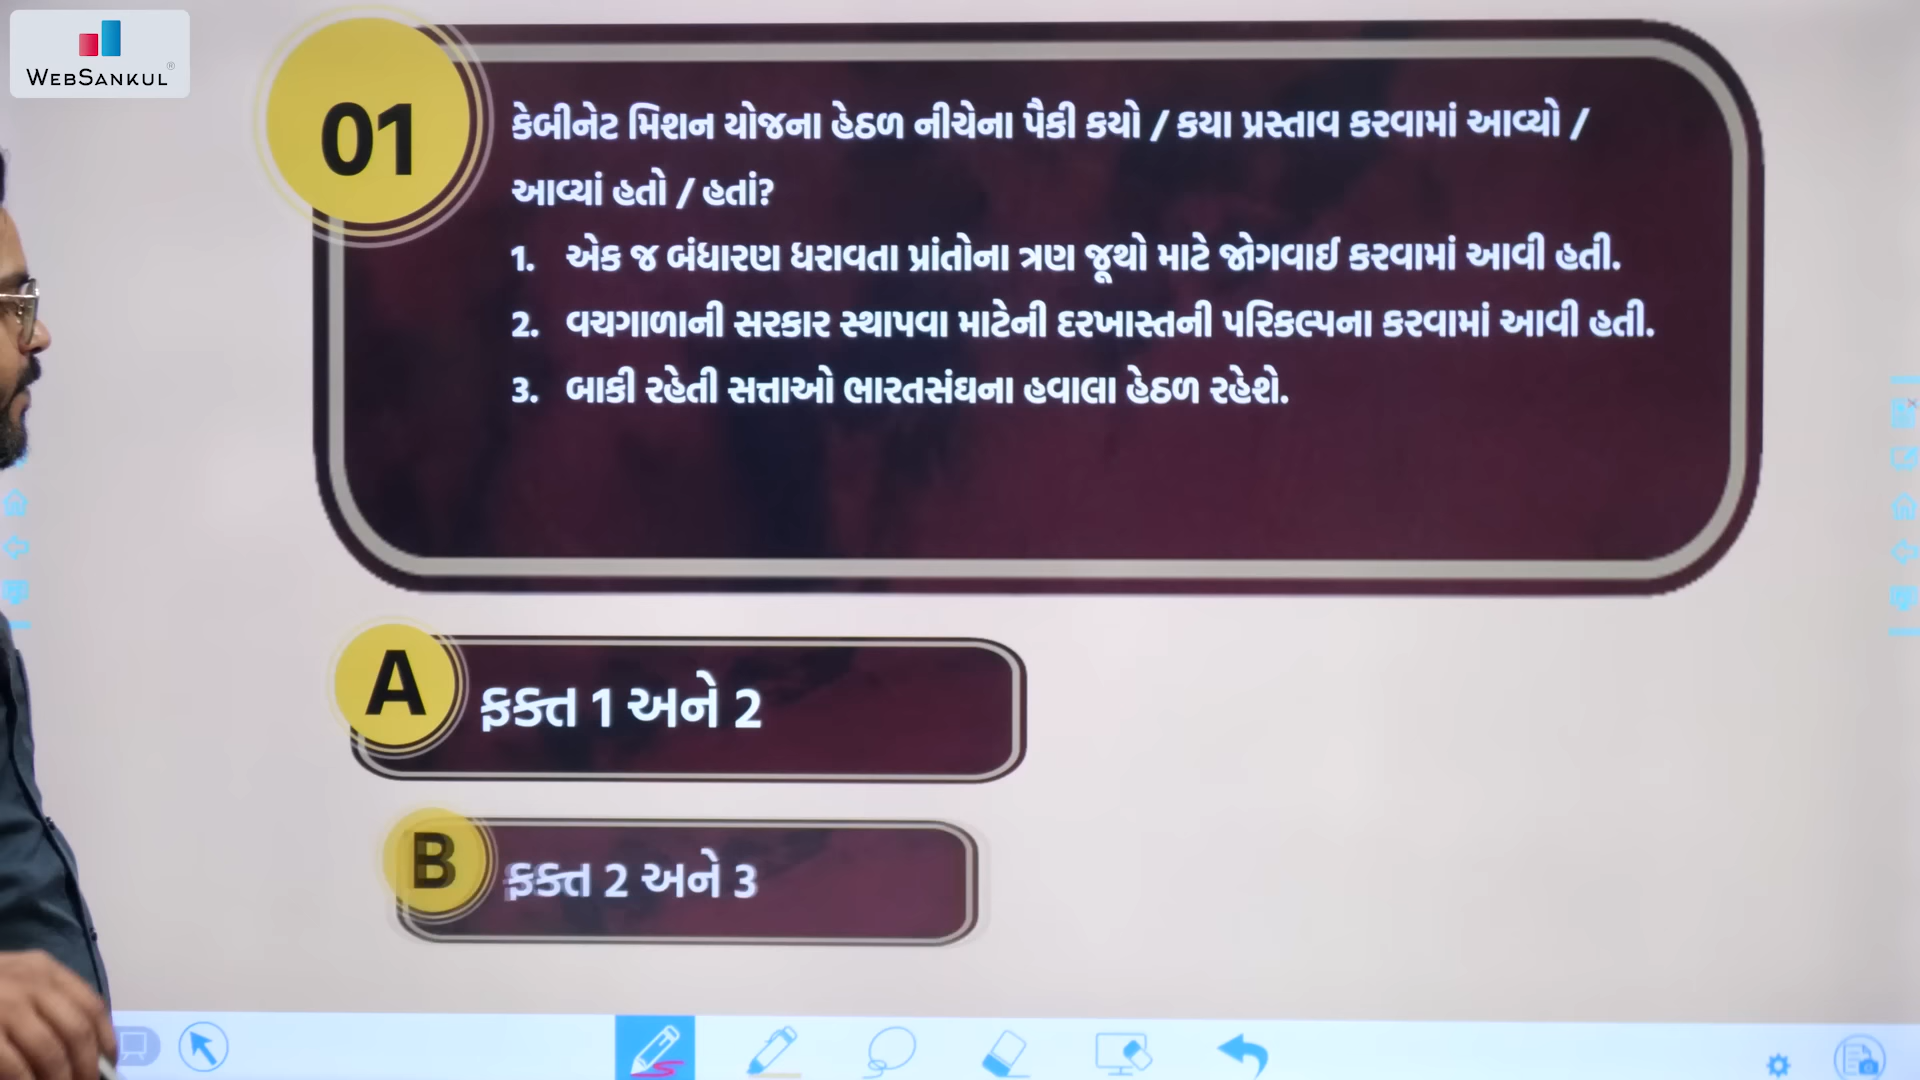 WEBSANKUL®
01
કેબીનેટ મિશન યોજના હેઠળ નીચેના પૈકી કયો / કયા પ્રસ્તાવ કરવામાં આવ્યો /
આવ્યાં હતો / હતાં?
1. એક જ બંધારણ ધરાવતા પ્રાંતોના ત્રણ જૂથો માટે જોગવાઈ કરવામાં આવી હતી.
2. વચગાળાની સરકાર સ્થાપવા માટેની દરખાસ્તની પરિકલ્પના કરવામાં આવી હતી.
3. બાકી રહેતી સત્તાઓ ભારતસંઘના હવાલા હેઠળ રહેશે.
A ફક્ત 1 અને 2
B ફક્ત 2 અને 3